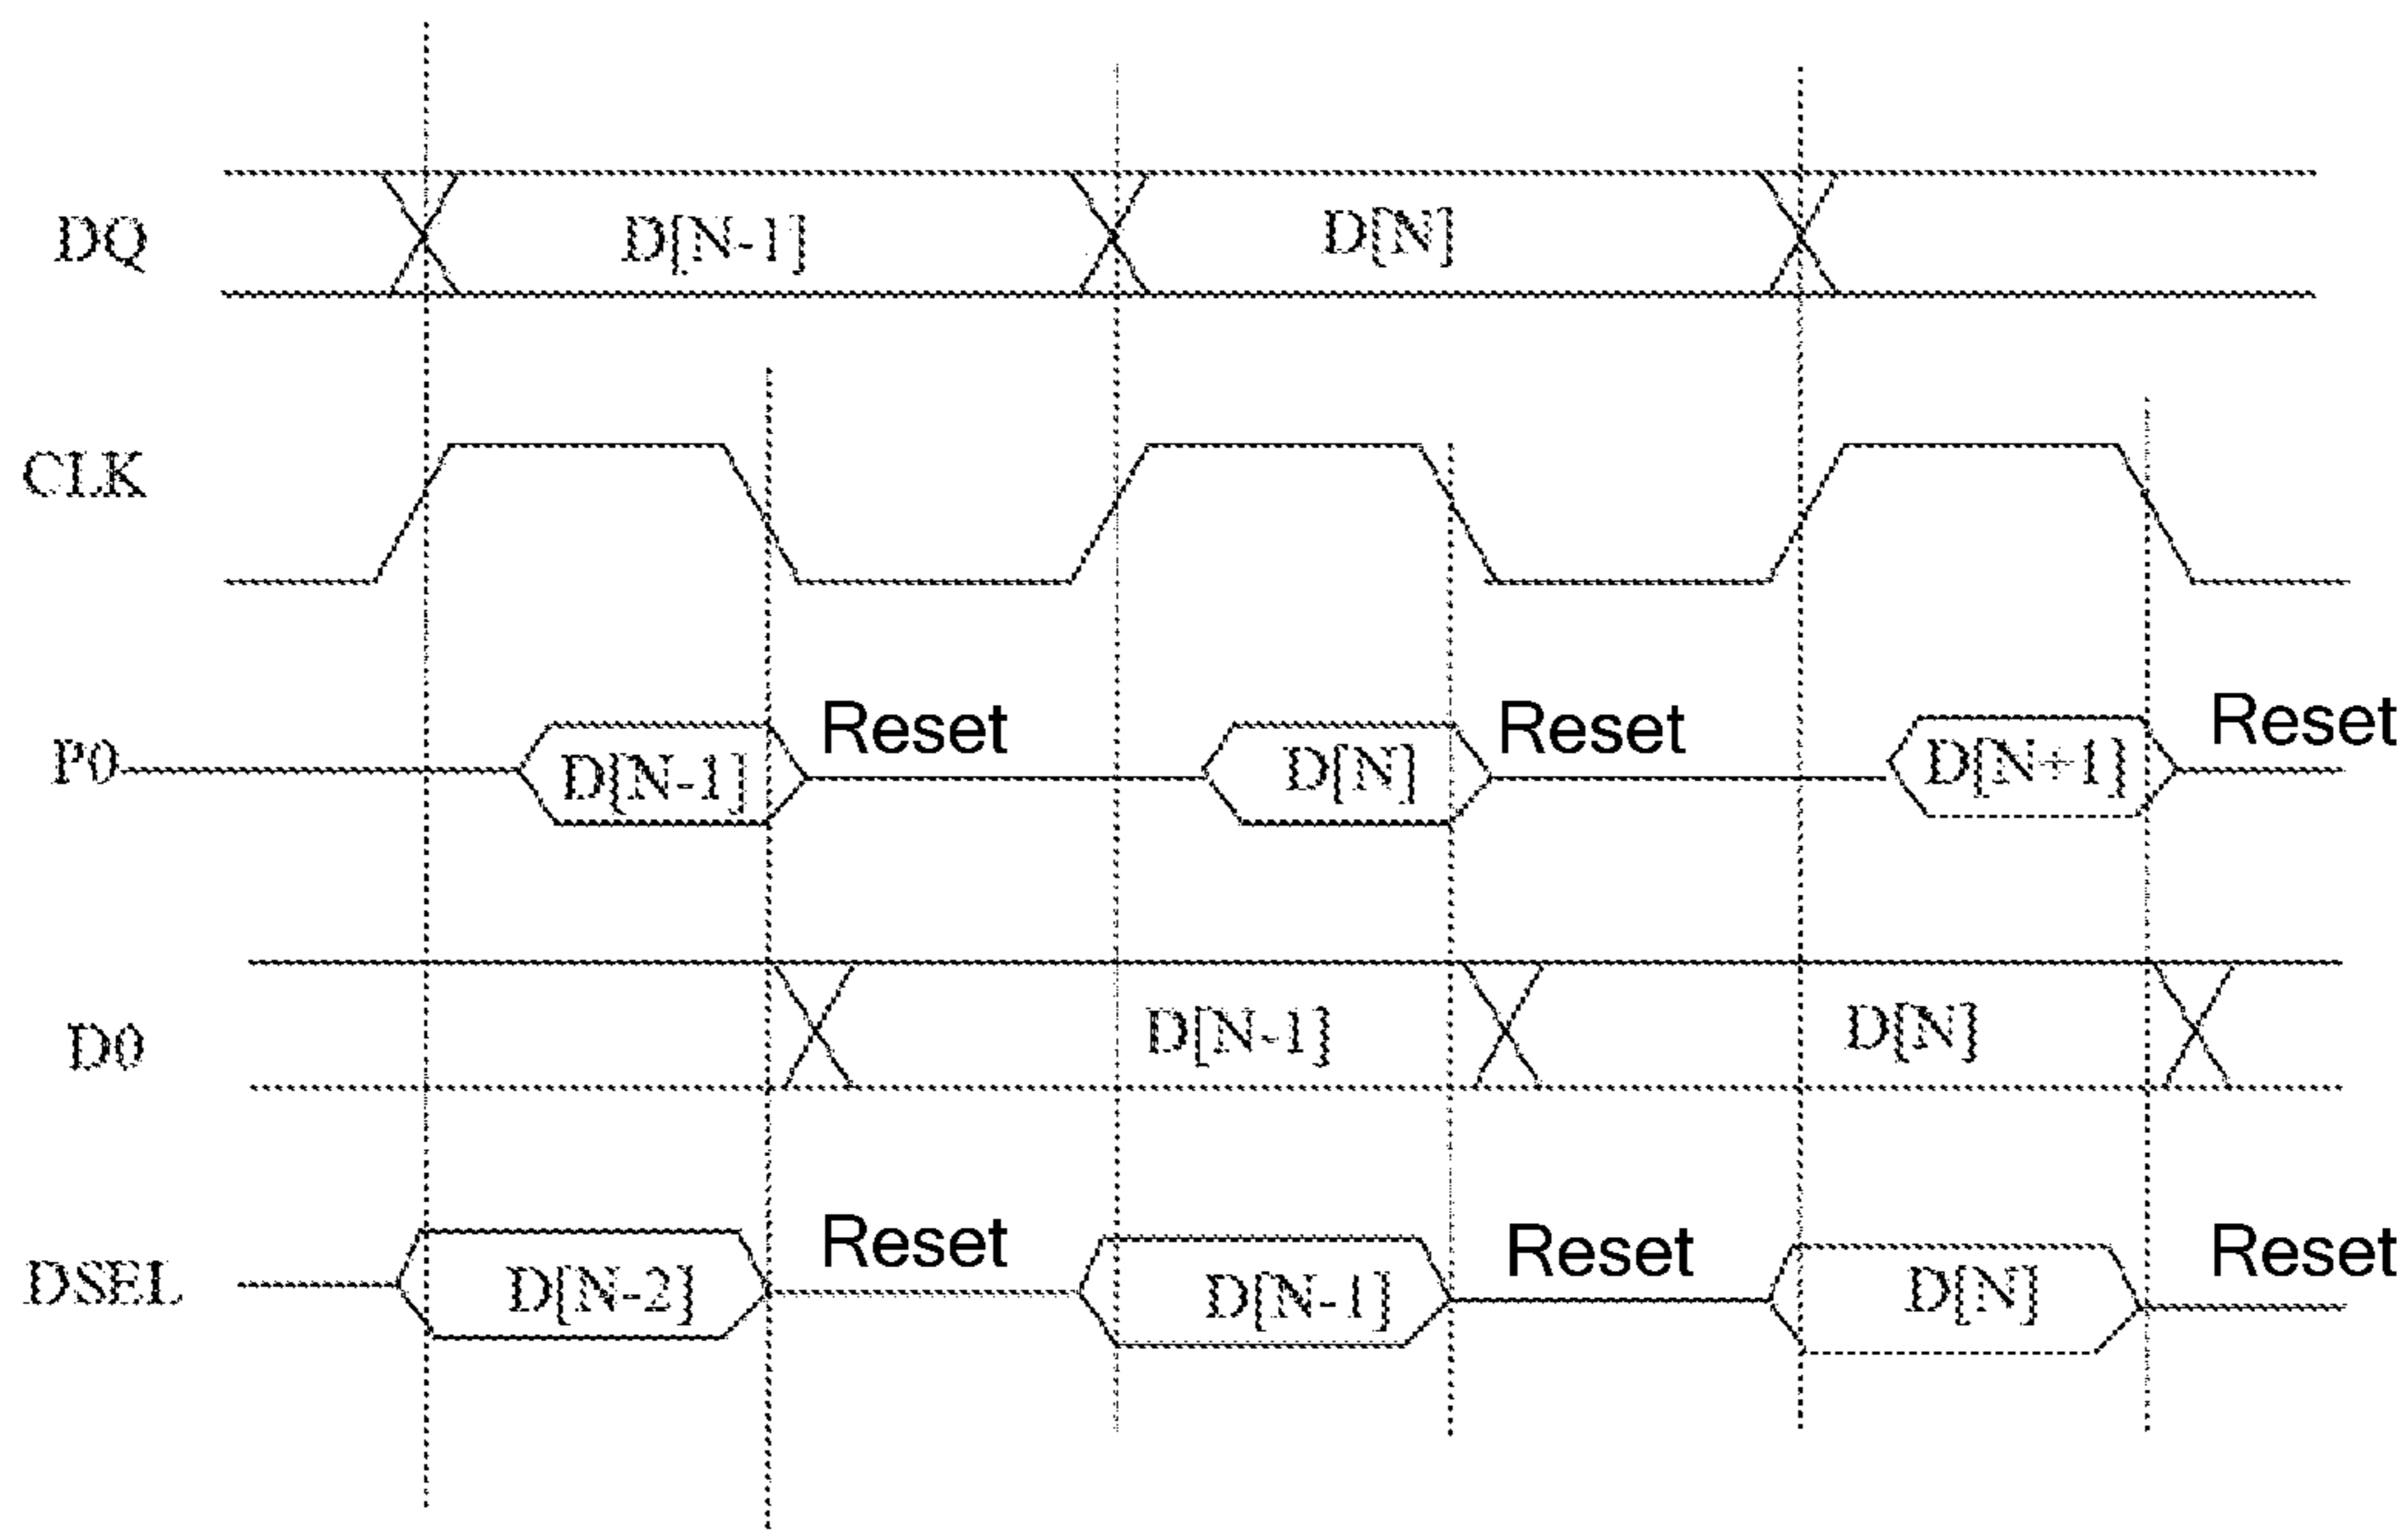 DQ D[N-1] D[N]
CLK
P0 D[N-1] Reset D[N] Reset D[N+1] Reset
D0 D[N-1] D[N]
DSEL D[N-2] Reset D[N-1] Reset D[N] Reset